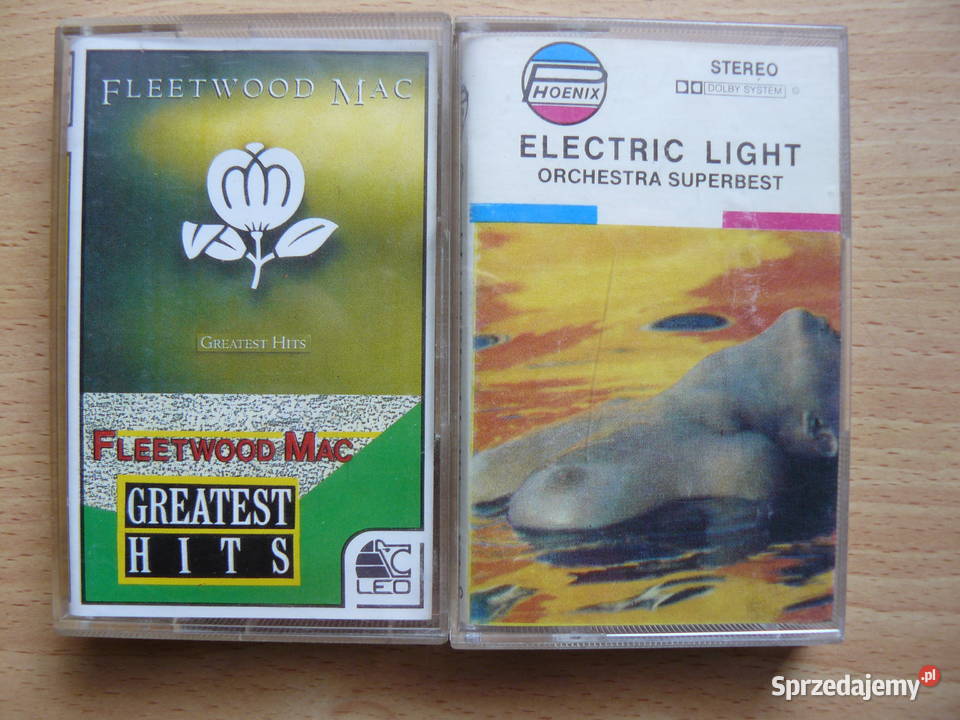 FLEETWOOD MAC
GREATEST HITS
FLEETWOOD MAC
GREATEST
HITS
LEO
PHOENIX
STEREO
DOLBY SYSTEM
ELECTRIC LIGHT
ORCHESTRA SUPERBEST
Sprzedajemy.pl